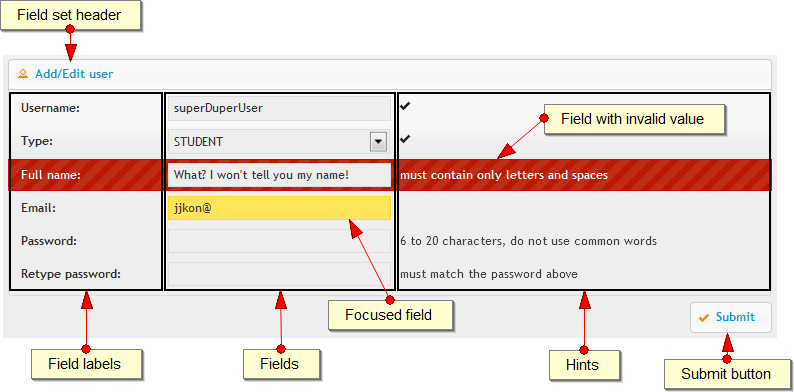 Field set header
Add/Edit user
Username: superDuperUser
Type: STUDENT
Field with invalid value
Full name: What? I won't tell you my name! must contain only letters and spaces
Email: jjkon@
Password: 6 to 20 characters, do not use common words
Retype password: must match the password above
Focused field
Submit
Field labels
Fields
Hints
Submit button